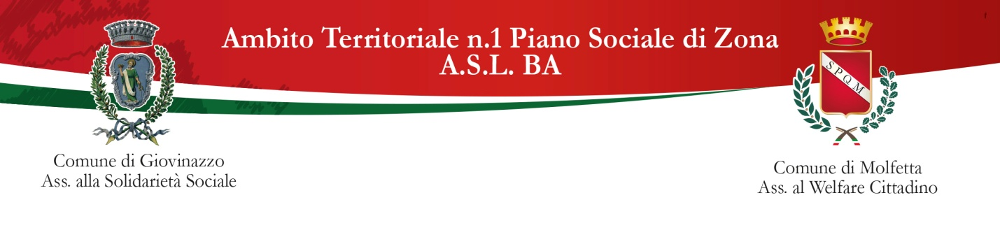 Ambito Territoriale n.1 Piano Sociale di Zona
A.S.L. BA
SPQM
Comune di Giovinazzo
Ass. alla Solidarietà Sociale
Comune di Molfetta
Ass. al Welfare Cittadino